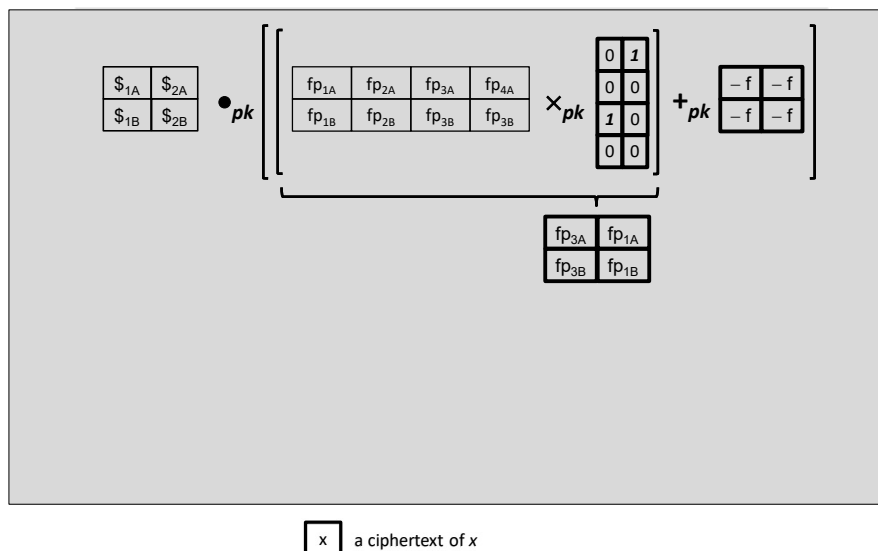 $1A $2A ●pk fp1A fp2A fp3A fp4A ×pk 0 1 +pk – f – f
$1B $2B fp1B fp2B fp3B fp3B 0 0 – f – f
1 0
0 0
fp3A fp1A
fp3B fp1B
x a ciphertext of x